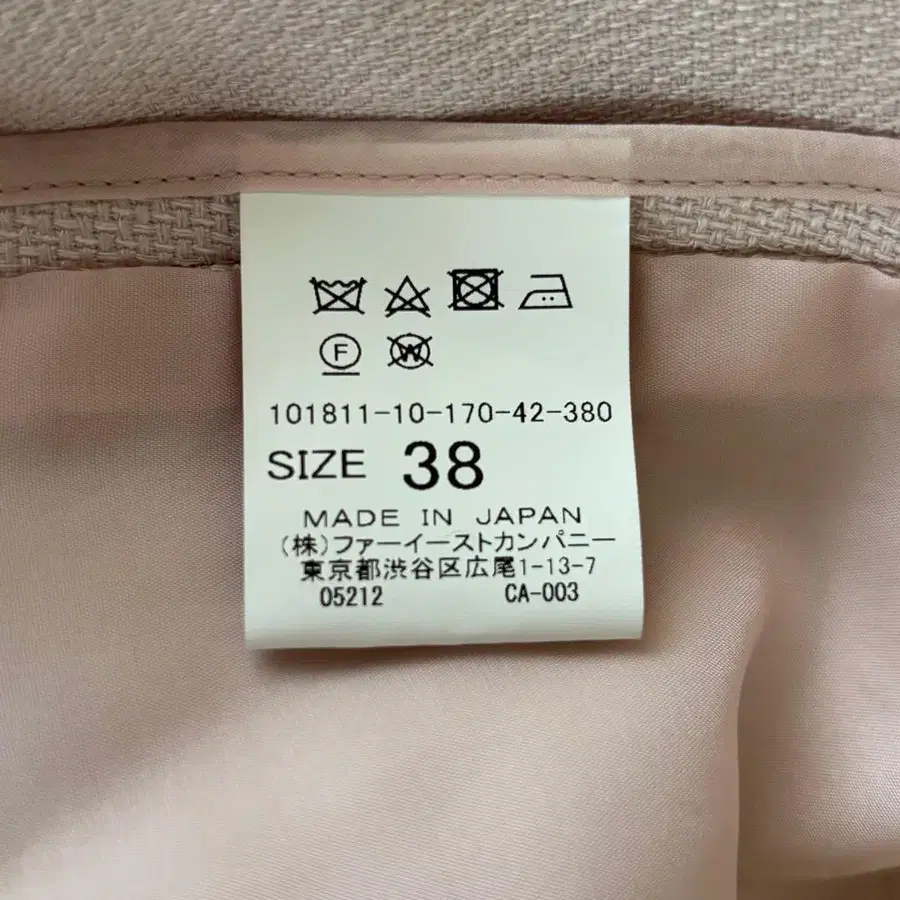 F W
101811-10-170-42-380
SIZE 38
MADE IN JAPAN
(株)ファーイーストカンパニー
東京都渋谷区広尾1-13-7
05212 CA-003